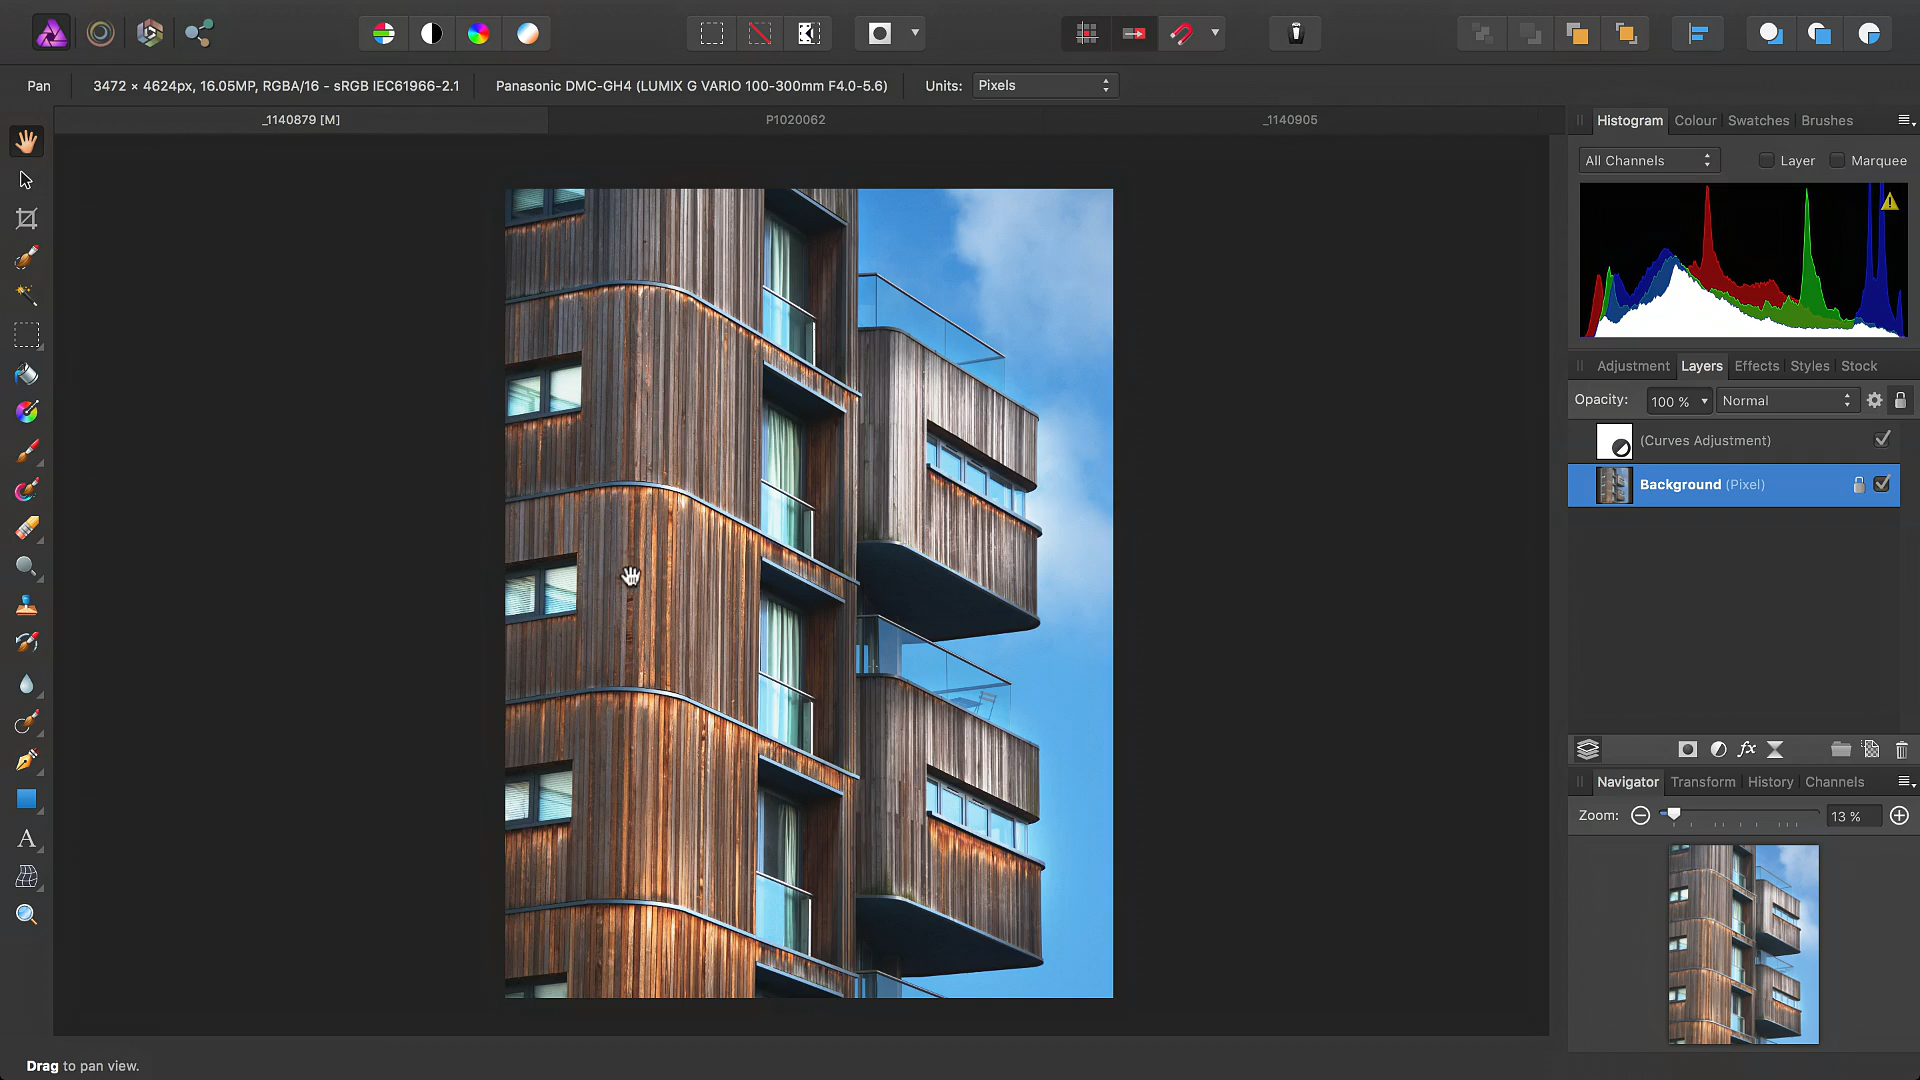 Pan
3472 × 4624px, 16.05MP, RGBA/16 - sRGB IEC61966-2.1
Panasonic DMC-GH4 (LUMIX G VARIO 100-300mm F4.0-5.6)
Units: Pixels
_1140879 [M]
P1020062
_1140905
Histogram Colour Swatches Brushes
All Channels Layer Marquee
Adjustment Layers Effects Styles Stock
Opacity: 100 % Normal
(Curves Adjustment)
Background (Pixel)
fx
Navigator Transform History Channels
Zoom: 13 %
A
Drag to pan view.